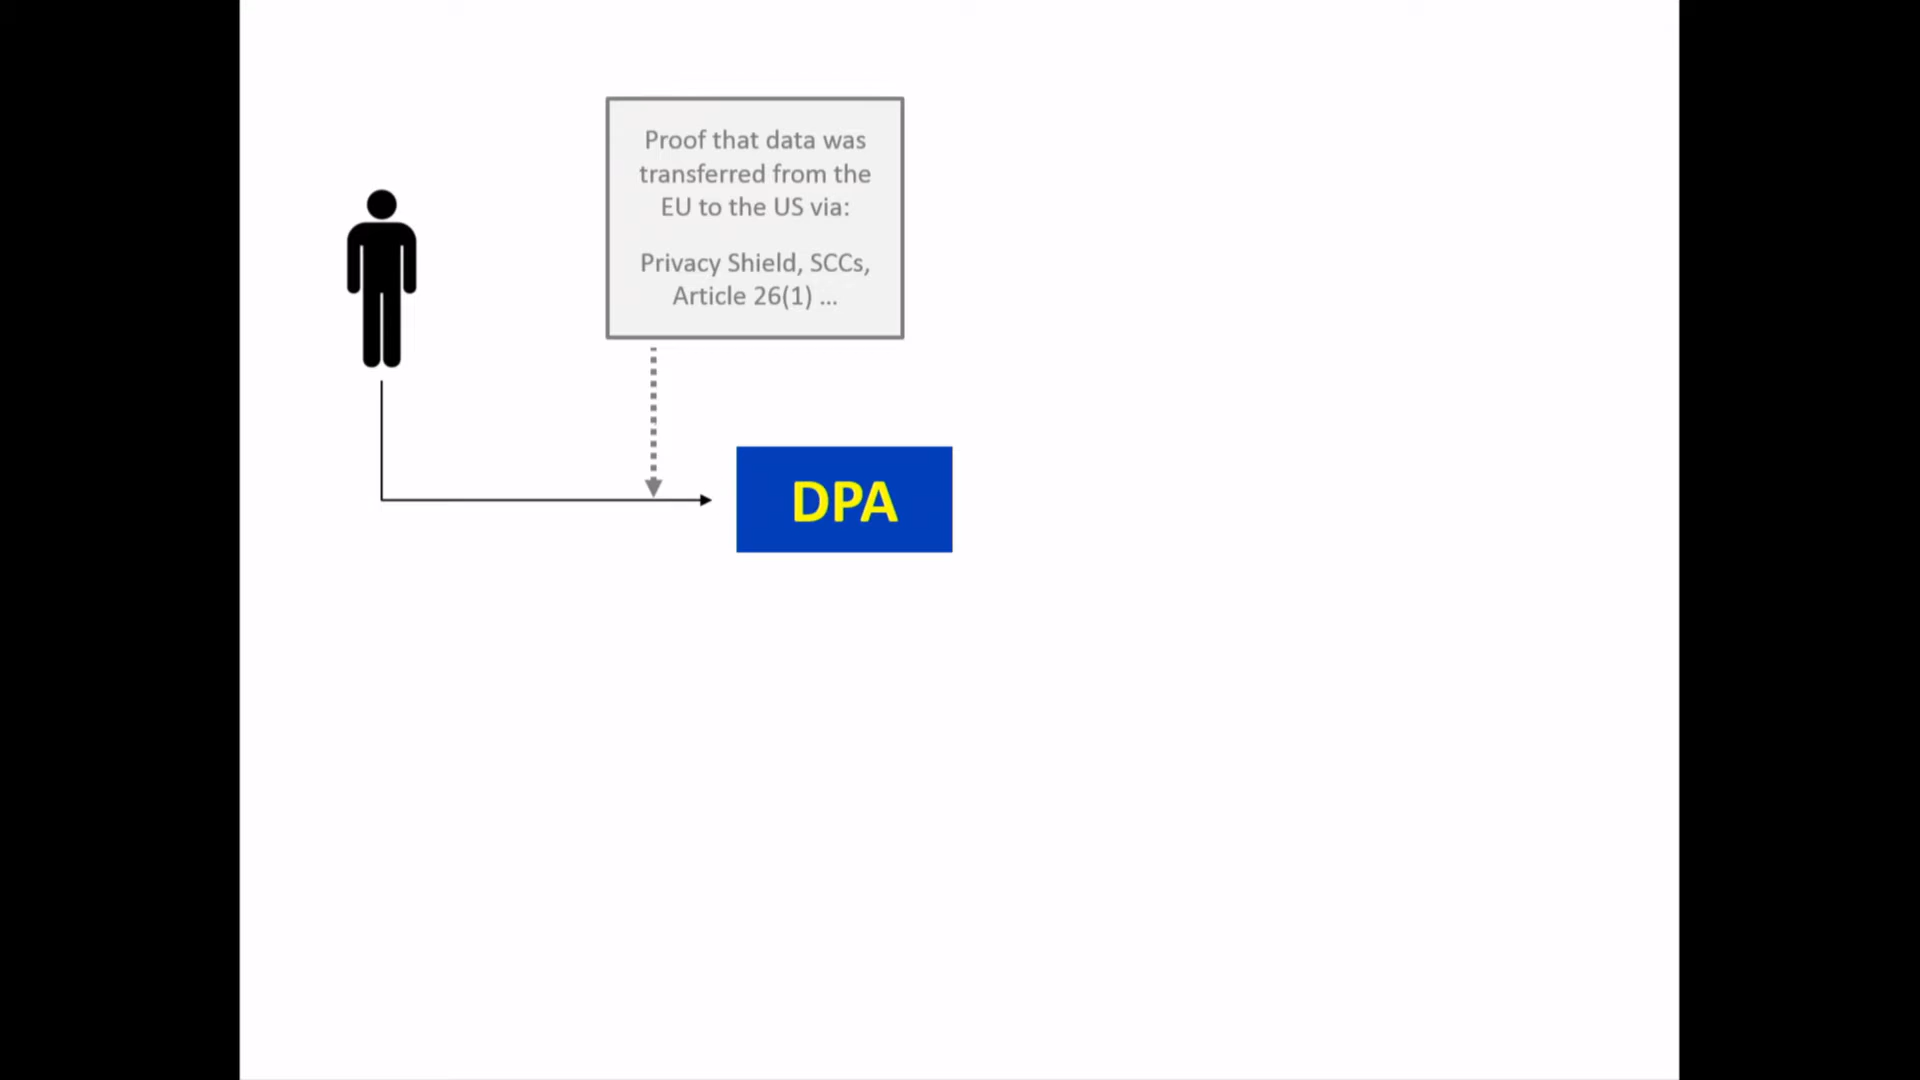 Proof that data was
transferred from the
EU to the US via:
Privacy Shield, SCCs,
Article 26(1) ...
DPA